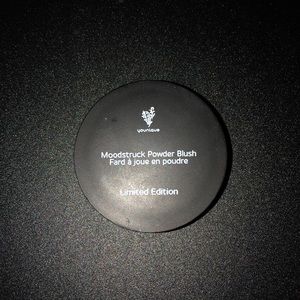 younique
Moodstruck Powder Blush
Fard à joue en poudre
Limited Edition